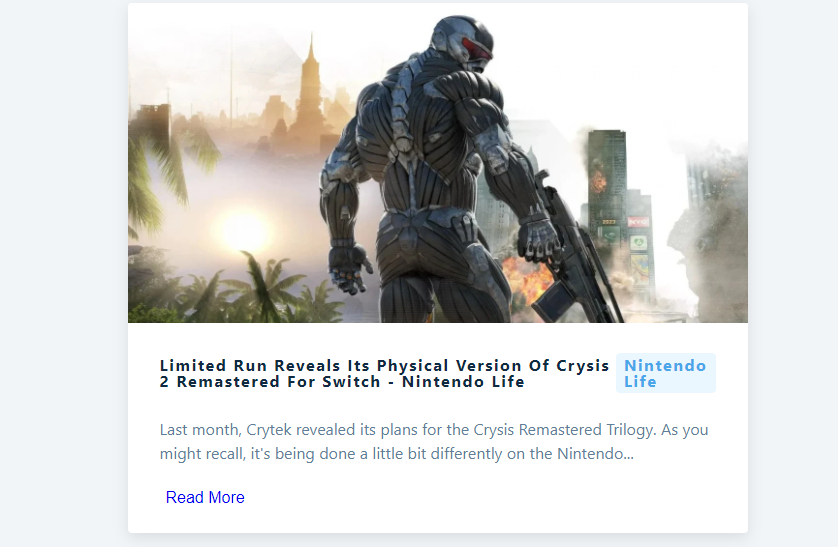 Limited Run Reveals Its Physical Version Of Crysis
2 Remastered For Switch - Nintendo Life
Nintendo
Life
Last month, Crytek revealed its plans for the Crysis Remastered Trilogy. As you
might recall, it's being done a little bit differently on the Nintendo...
Read More